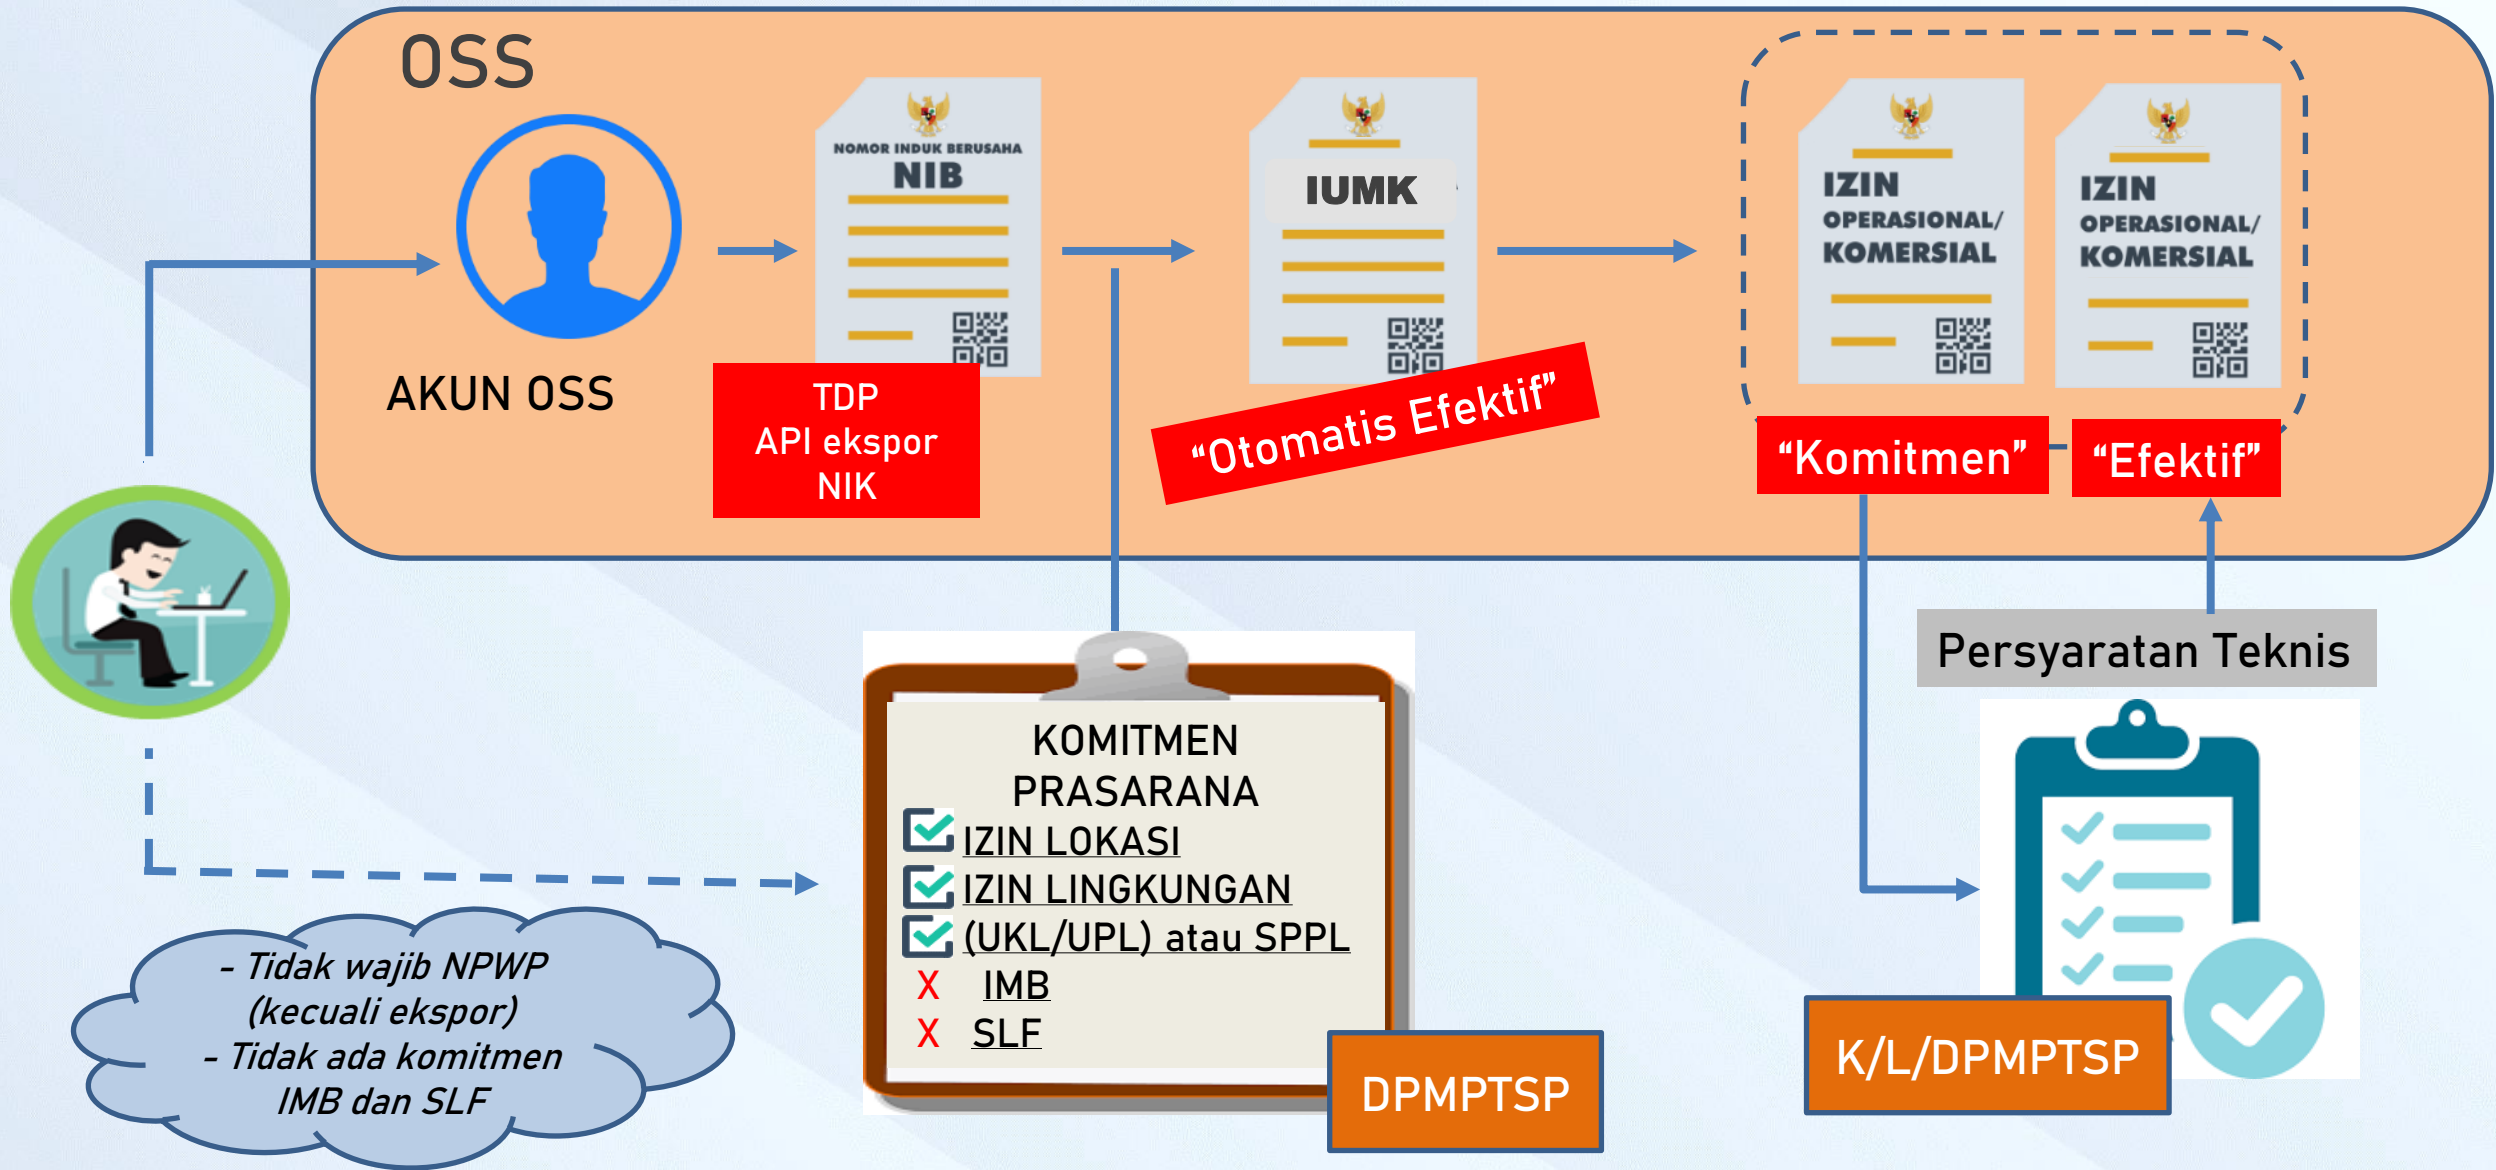 OSS
AKUN OSS
NOMOR INDUK BERUSAHA
NIB
TDP
API ekspor
NIK
IUMK
“Otomatis Efektif”
IZIN
OPERASIONAL/
KOMERSIAL
“Komitmen”
IZIN
OPERASIONAL/
KOMERSIAL
“Efektif”
Persyaratan Teknis
K/L/DPMPTSP
KOMITMEN
PRASARANA
IZIN LOKASI
IZIN LINGKUNGAN
(UKL/UPL) atau SPPL
X IMB
X SLF
DPMPTSP
- Tidak wajib NPWP
(kecuali ekspor)
- Tidak ada komitmen
IMB dan SLF